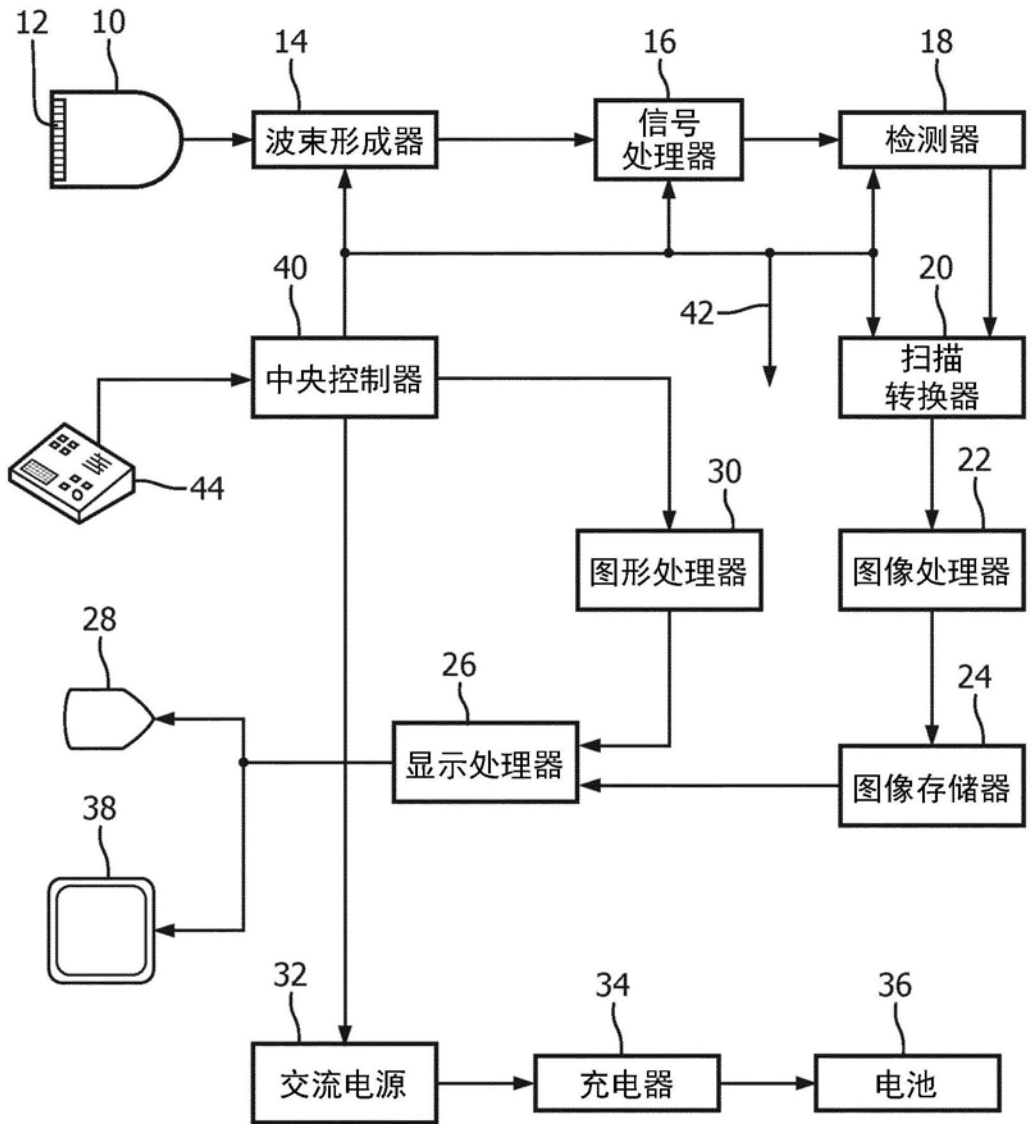 12
10
14
16
18
波束形成器
信号
处理器
检测器
40
42
20
中央控制器
扫描
转换器
44
30
22
图形处理器
图像处理器
28
26
24
显示处理器
图像存储器
38
32
34
36
交流电源
充电器
电池